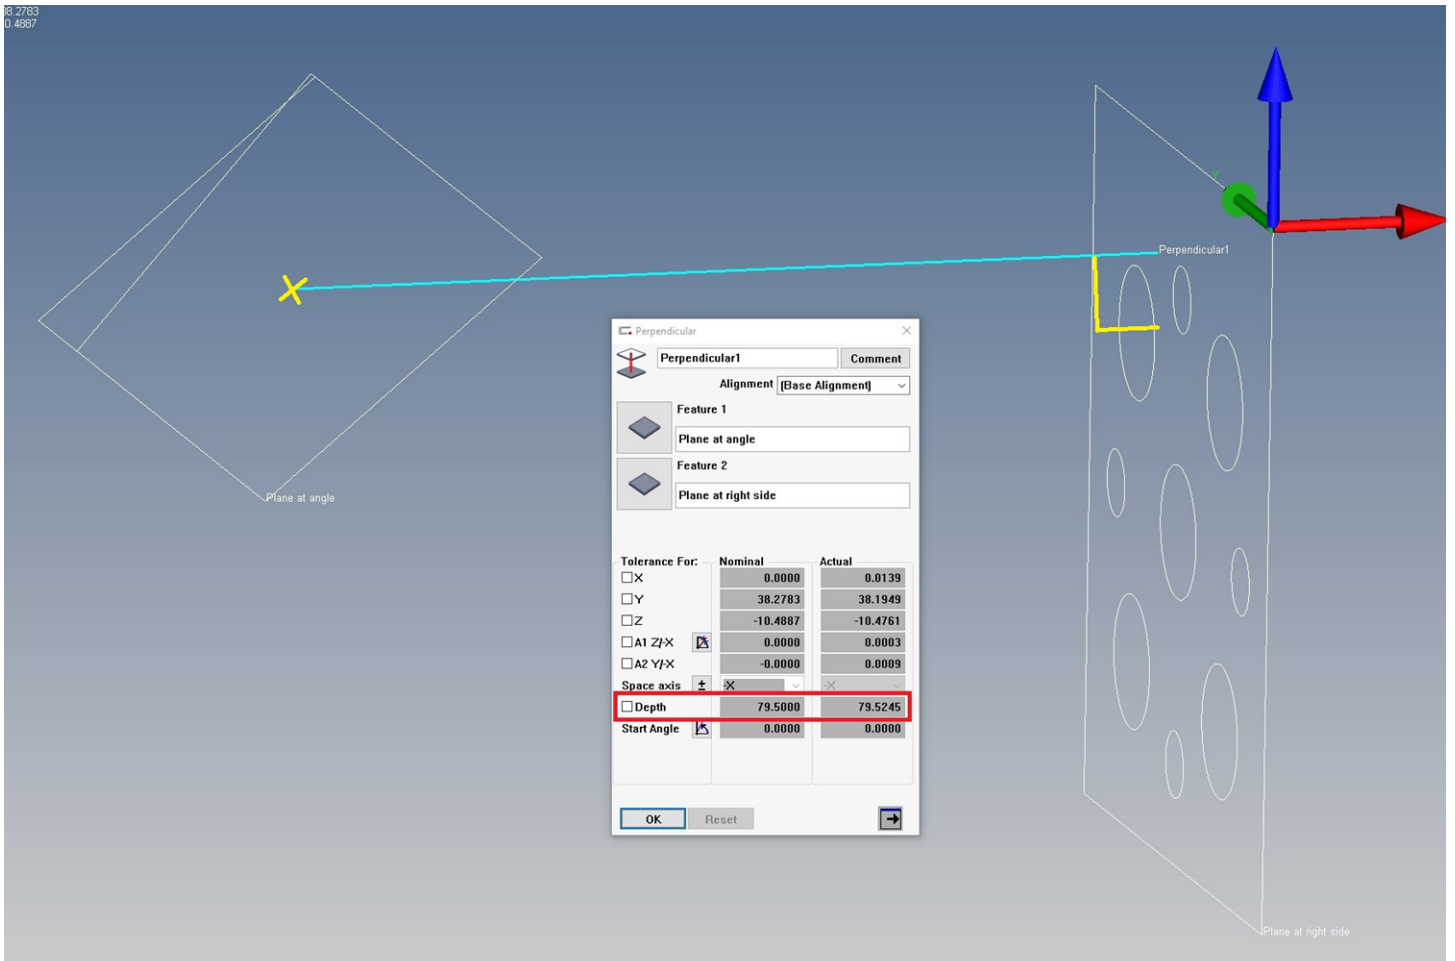 38.2783
0.4887
Y
Perpendicular1
Perpendicular
Perpendicular1
Comment
Alignment (Base Alignment)
Feature 1
Plane at angle
Feature 2
Plane at right side
Tolerance For: Nominal Actual
X 0.0000 0.0139
Y 38.2783 38.1949
Z -10.4887 -10.4761
A1 Z/-X 0.0000 0.0003
A2 Y/-X -0.0000 0.0009
Space axis ± -X -X
Depth 79.5000 79.5245
Start Angle 0.0000 0.0000
OK Reset
Plane at angle
Plane at right side